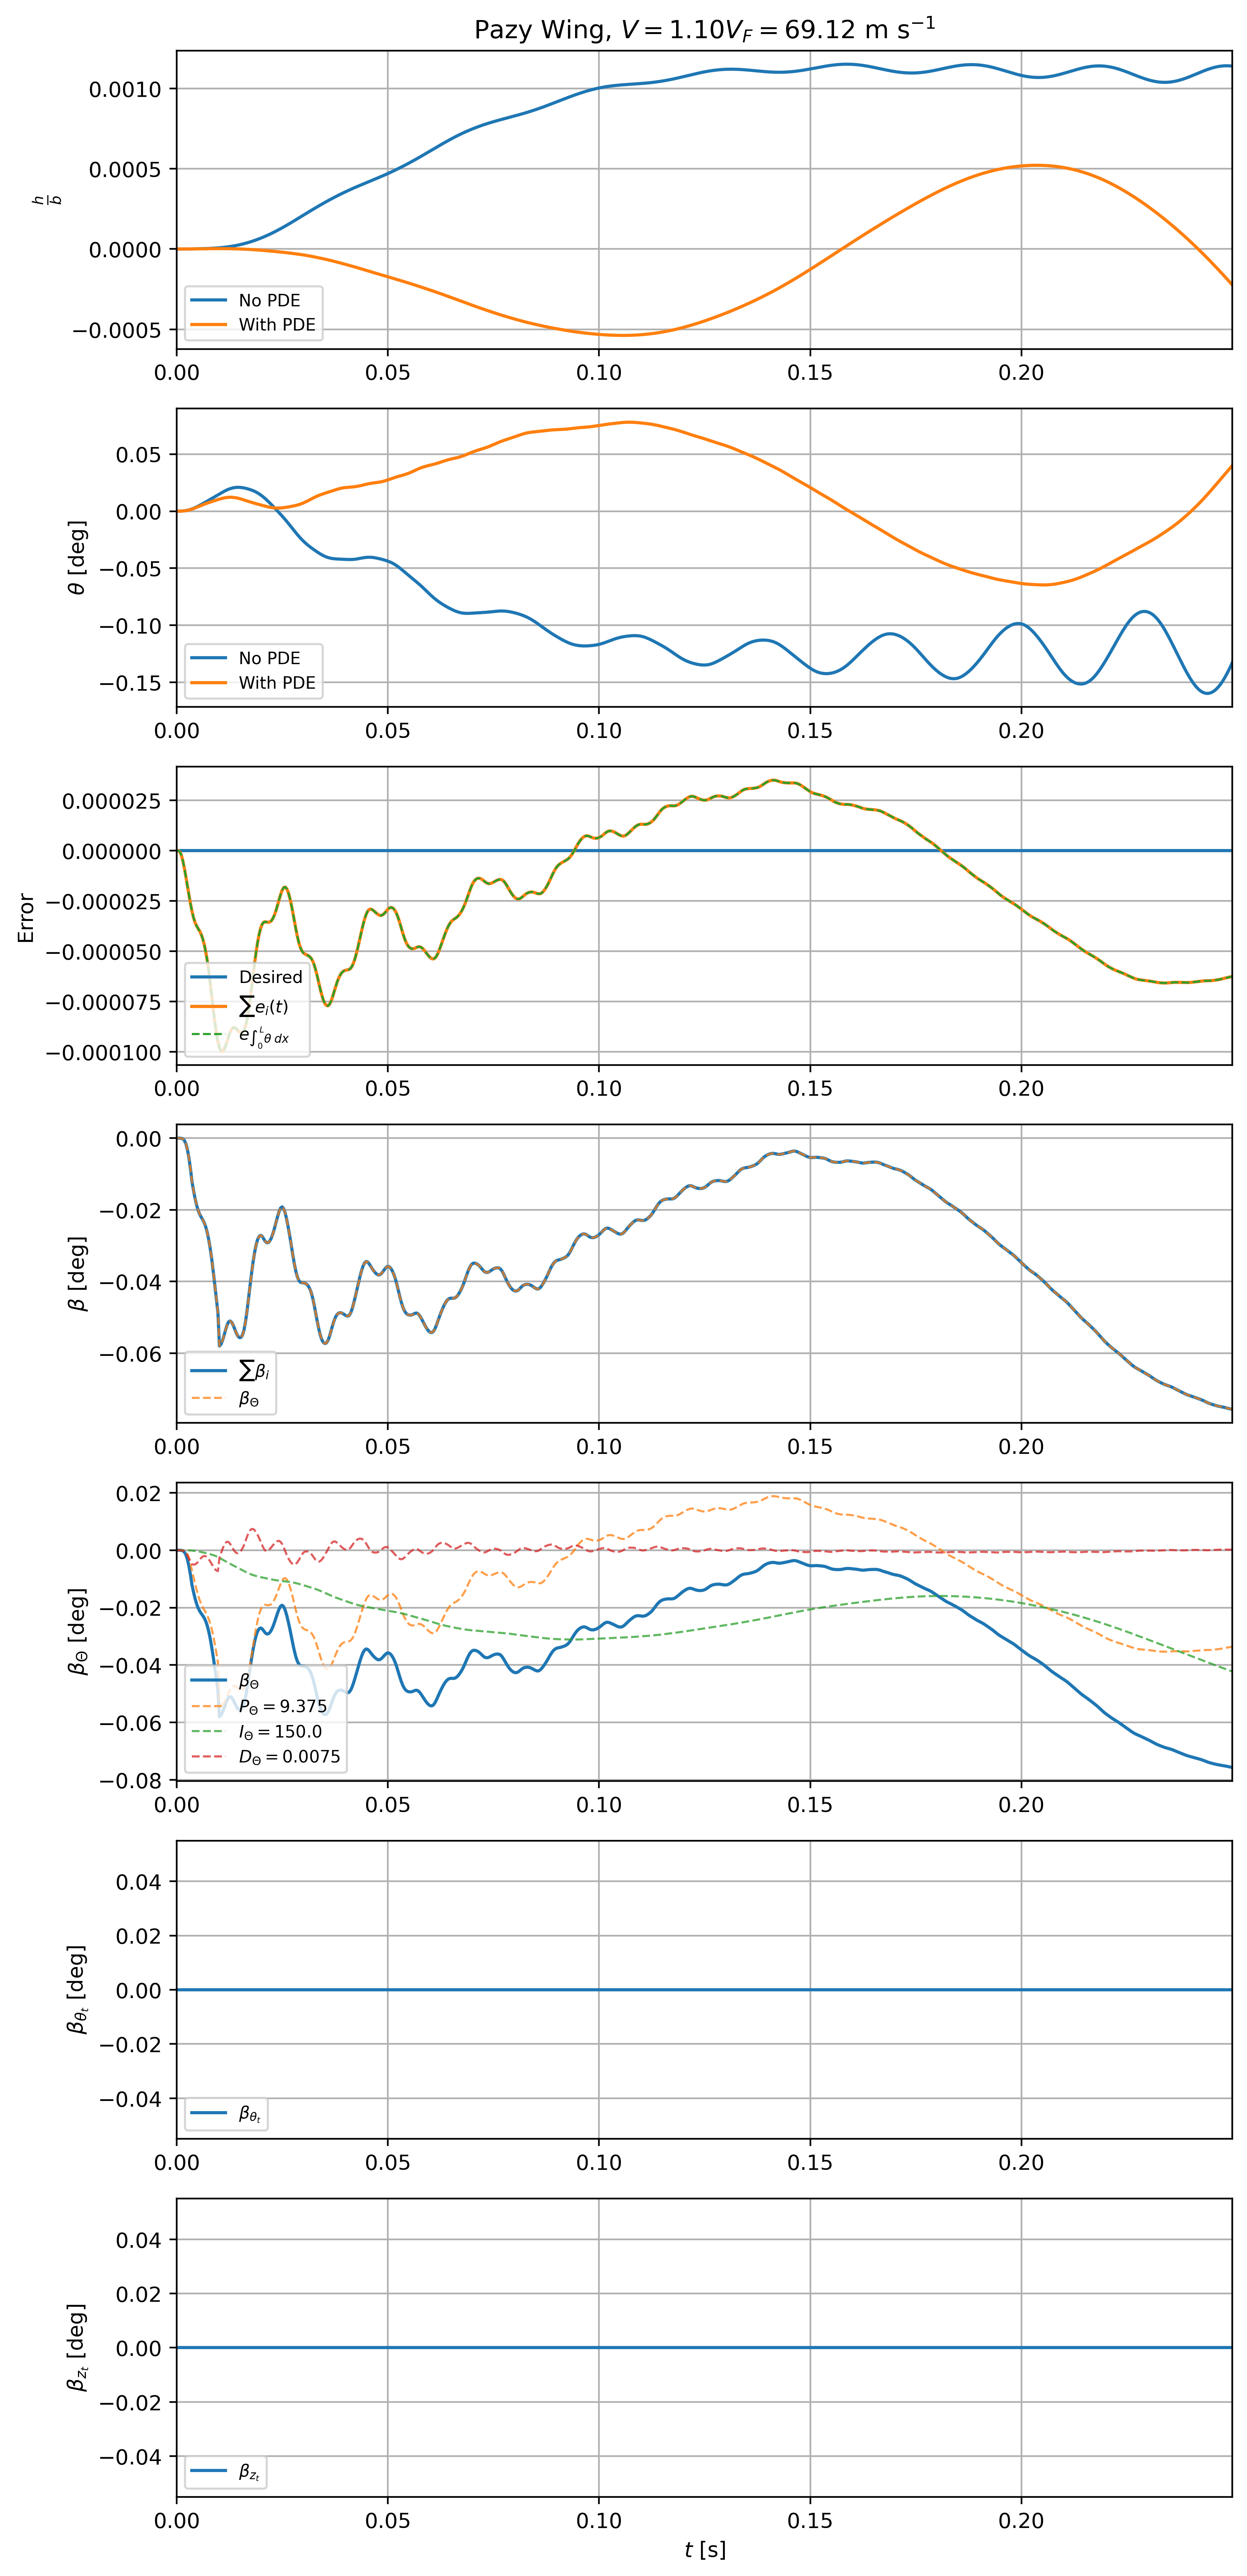 Pazy Wing, V = 1.10V_F = 69.12 m s⁻¹
0.0010
0.0005
0.0000
−0.0005
h/b
No PDE
With PDE
0.00 0.05 0.10 0.15 0.20
0.05
0.00
−0.05
−0.10
−0.15
θ [deg]
No PDE
With PDE
0.00 0.05 0.10 0.15 0.20
0.000025
0.000000
−0.000025
−0.000050
−0.000075
−0.000100
Error
Desired
∑e_i(t)
e_{∫_0^L θ dx}
0.00 0.05 0.10 0.15 0.20
0.00
−0.02
−0.04
−0.06
β [deg]
∑β_i
β_Θ
0.00 0.05 0.10 0.15 0.20
0.02
0.00
−0.02
−0.04
−0.06
−0.08
β_Θ [deg]
β_Θ
P_Θ = 9.375
I_Θ = 150.0
D_Θ = 0.0075
0.00 0.05 0.10 0.15 0.20
0.04
0.02
0.00
−0.02
−0.04
β_{θ_t} [deg]
β_{θ_t}
0.00 0.05 0.10 0.15 0.20
0.04
0.02
0.00
−0.02
−0.04
β_{z_t} [deg]
β_{z_t}
0.00 0.05 0.10 0.15 0.20
t [s]